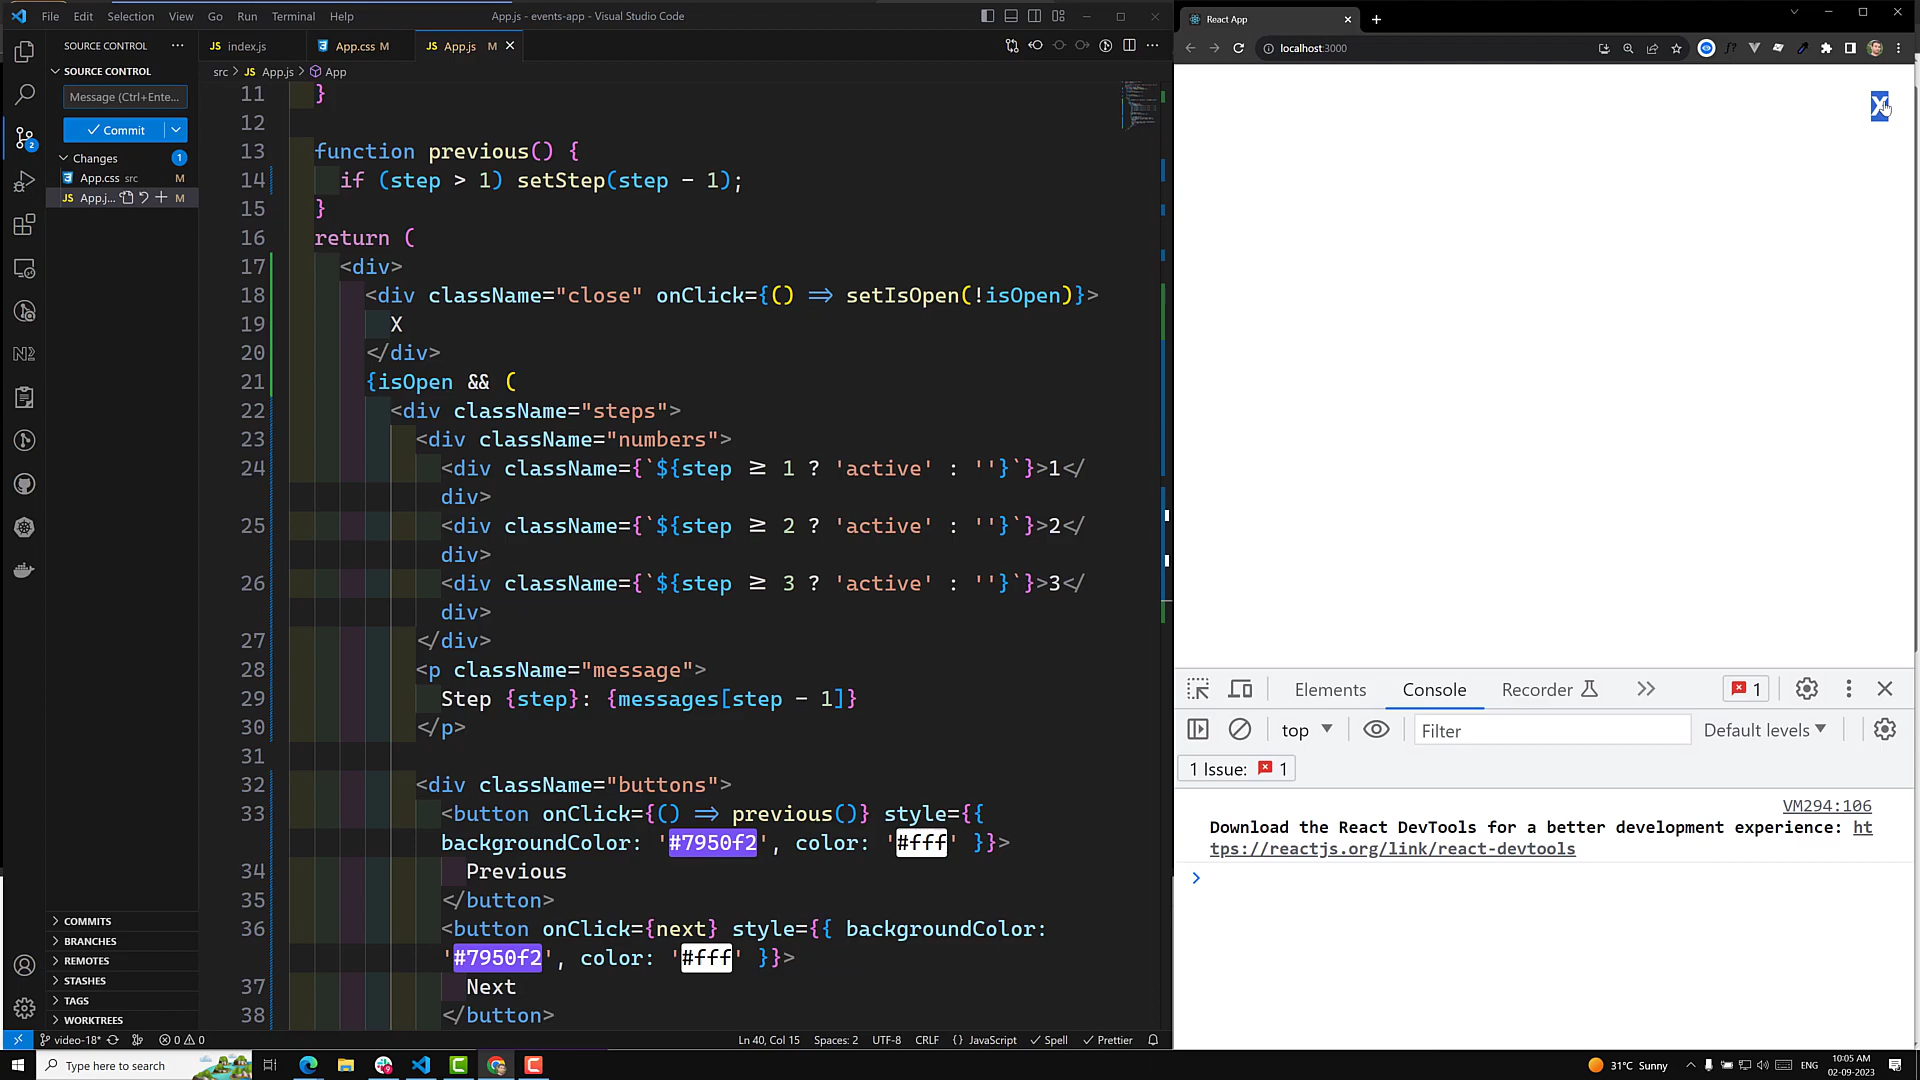 File Edit Selection View Go Run Terminal Help
App.js - events-app - Visual Studio Code
SOURCE CONTROL
SOURCE CONTROL
Message (Ctrl+Ente...
Commit
Changes 1
App.css src M
JS App.j... M
2
COMMITS
BRANCHES
REMOTES
STASHES
TAGS
WORKTREES
JS index.js
App.css M
JS App.js M
src > JS App.js > App
11 }
12
13 function previous() {
14 if (step > 1) setStep(step - 1);
15 }
16 return (
17 <div>
18 <div className="close" onClick={() => setIsOpen(!isOpen)}>
19 X
20 </div>
21 {isOpen && (
22 <div className="steps">
23 <div className="numbers">
24 <div className={`${step ≥ 1 ? 'active' : ''}`}>1</
div>
25 <div className={`${step ≥ 2 ? 'active' : ''}`}>2</
div>
26 <div className={`${step ≥ 3 ? 'active' : ''}`}>3</
div>
27 </div>
28 <p className="message">
29 Step {step}: {messages[step - 1]}
30 </p>
31
32 <div className="buttons">
33 <button onClick={() => previous()} style={{
backgroundColor: '#7950f2', color: '#fff' }}>
34 Previous
35 </button>
36 <button onClick={next} style={{ backgroundColor:
'#7950f2', color: '#fff' }}>
37 Next
38 </button>
video-18* 0 0
Ln 40, Col 15 Spaces: 2 UTF-8 CRLF {} JavaScript Spell Prettier
React App
localhost:3000
X
Elements Console Recorder 1
top Filter Default levels
1 Issue: 1
VM294:106
Download the React DevTools for a better development experience: ht
tps://reactjs.org/link/react-devtools
Type here to search
31°C Sunny
ENG
10:05 AM
02-09-2023